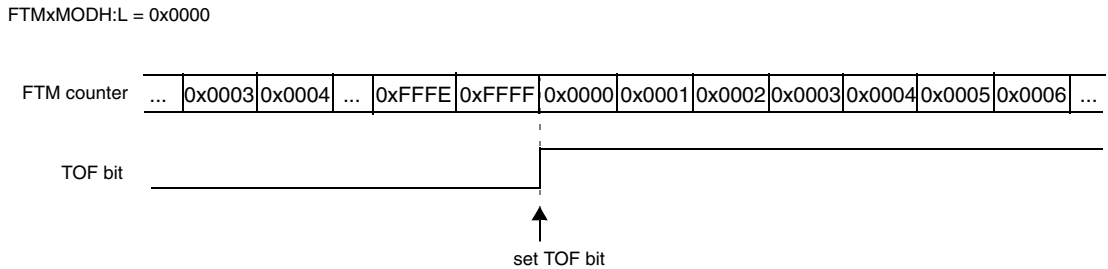 FTMxMODH:L = 0x0000
FTM counter ... 0x0003 0x0004 ... 0xFFFE 0xFFFF 0x0000 0x0001 0x0002 0x0003 0x0004 0x0005 0x0006 ...
TOF bit
set TOF bit